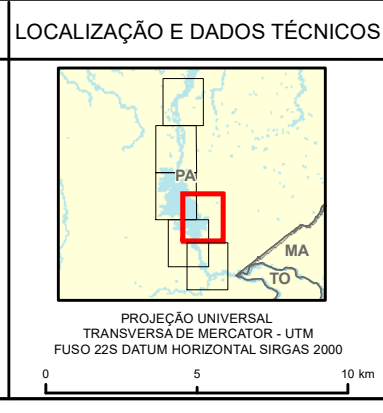 LOCALIZAÇÃO E DADOS TÉCNICOS
PA
MA
TO
PROJEÇÃO UNIVERSAL
TRANSVERSA DE MERCATOR - UTM
FUSO 22S DATUM HORIZONTAL SIRGAS 2000
0 5 10 km